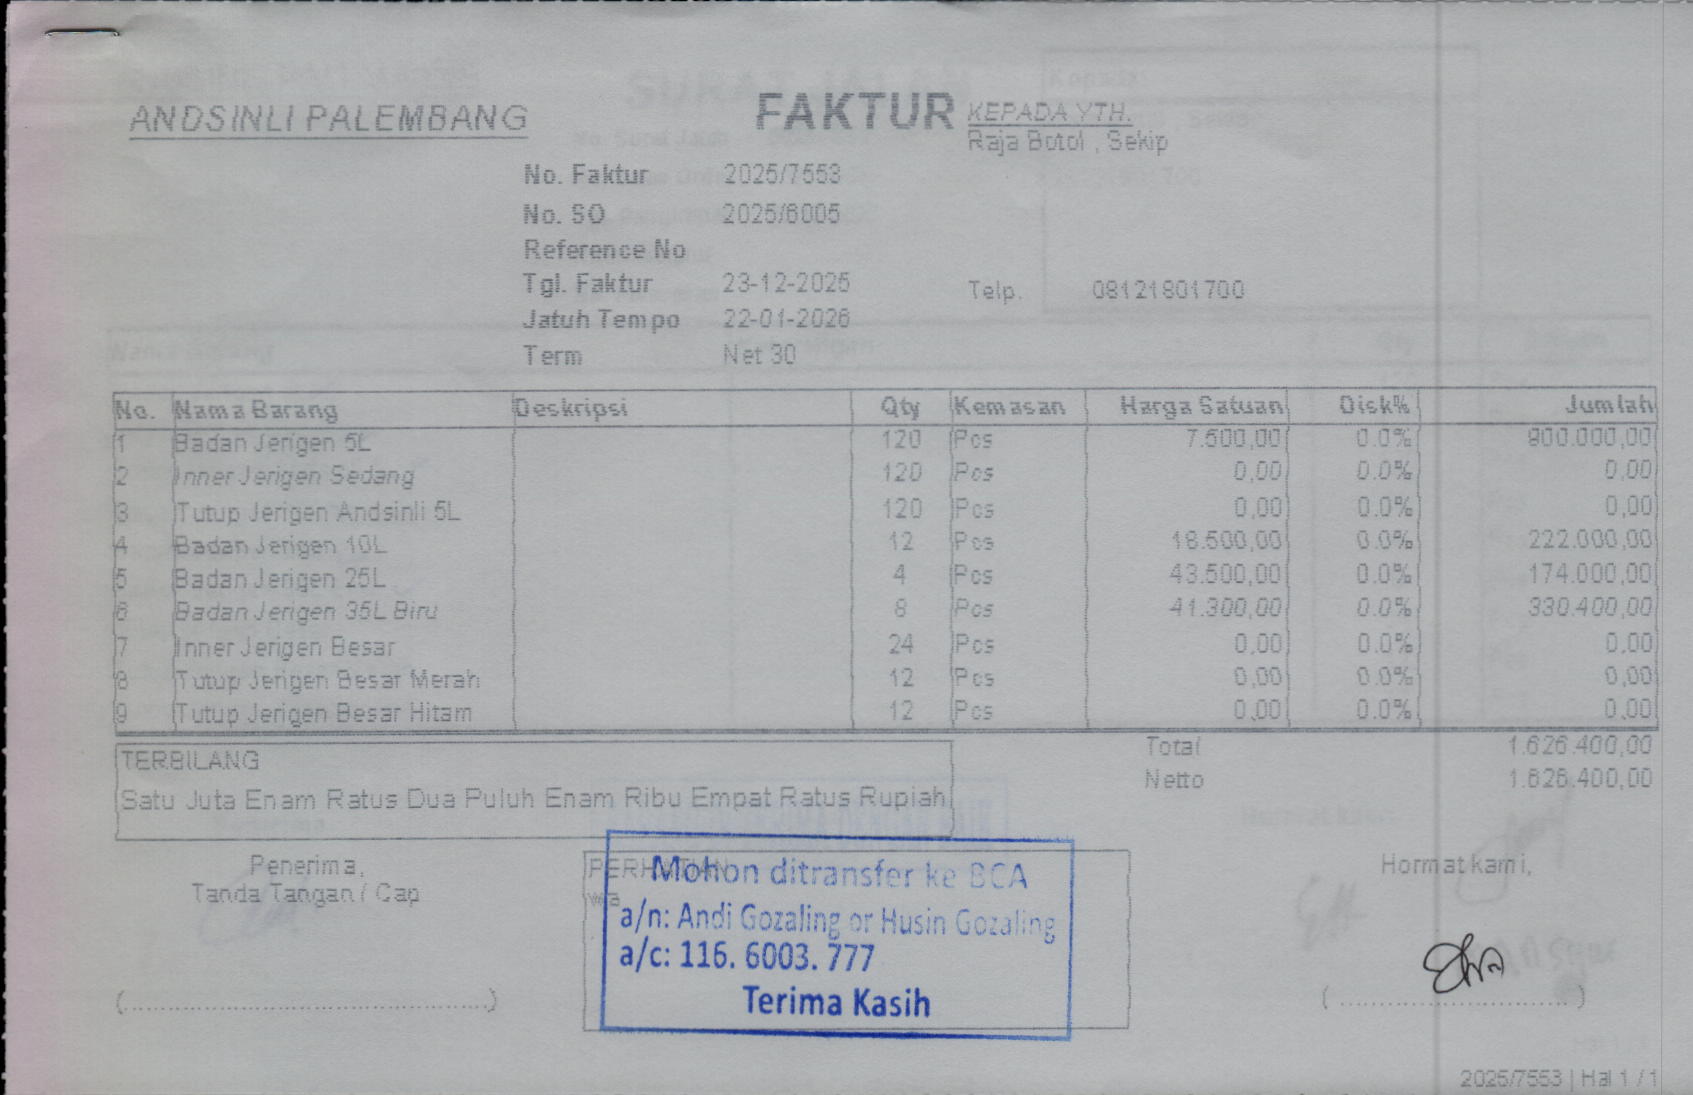 ANDSINLI PALEMBANG
FAKTUR
KEPADA YTH.
Raja Botol , Sekip
No. Faktur 2025/7553
No. SO 2025/6005
Reference No
Tgl. Faktur 23-12-2025
Telp. 08121801700
Jatuh Tempo 22-01-2026
Term Net 30
No. Nama Barang Deskripsi Qty Kemasan Harga Satuan Disk% Jumlah
1 Badan Jerigen 5L 120 Pcs 7.500,00 0.0% 900.000,00
2 Inner Jerigen Sedang 120 Pcs 0,00 0.0% 0,00
3 Tutup Jerigen Andsinli 5L 120 Pcs 0,00 0.0% 0,00
4 Badan Jerigen 10L 12 Pcs 18.500,00 0.0% 222.000,00
5 Badan Jerigen 25L 4 Pcs 43.500,00 0.0% 174.000,00
6 Badan Jerigen 35L Biru 8 Pcs 41.300,00 0.0% 330.400,00
7 Inner Jerigen Besar 24 Pcs 0,00 0.0% 0,00
8 Tutup Jerigen Besar Merah 12 Pcs 0,00 0.0% 0,00
9 Tutup Jerigen Besar Hitam 12 Pcs 0,00 0.0% 0,00
Total 1.626.400,00
Netto 1.626.400,00
TERBILANG
Satu Juta Enam Ratus Dua Puluh Enam Ribu Empat Ratus Rupiah
Penerima,
Tanda Tangan / Cap
(.................................................)
PERHATIAN
Mohon ditransfer ke BCA
a/n: Andi Gozaling or Husin Gozaling
a/c: 116. 6003. 777
Terima Kasih
Hormat kami,
(................................)
2025/7553 | Hal 1 / 1